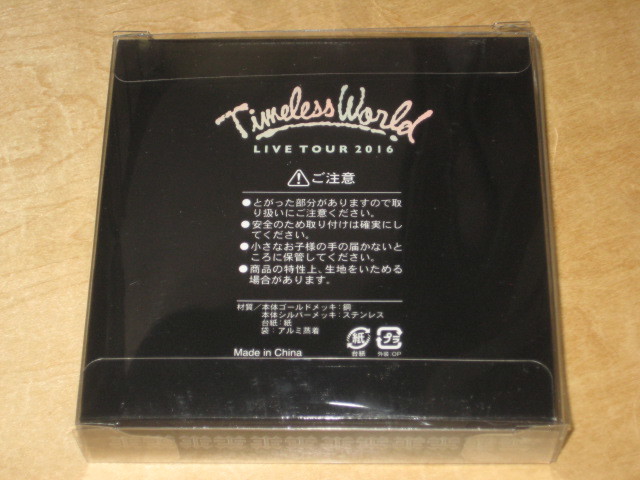 Timeless World
LIVE TOUR 2016
⚠ご注意
●とがった部分がありますので取
り扱いにご注意ください。
●安全のため取り付けは確実にし
てください。
●小さなお子様の手の届かないと
ころに保管してください。
●商品の特性上、生地をいためる
場合があります。
材質／本体ゴールドメッキ：銅
本体シルバーメッキ：ステンレス
台紙：紙
袋：アルミ蒸着
Made in China
紙
台紙
プラ
外袋 OP